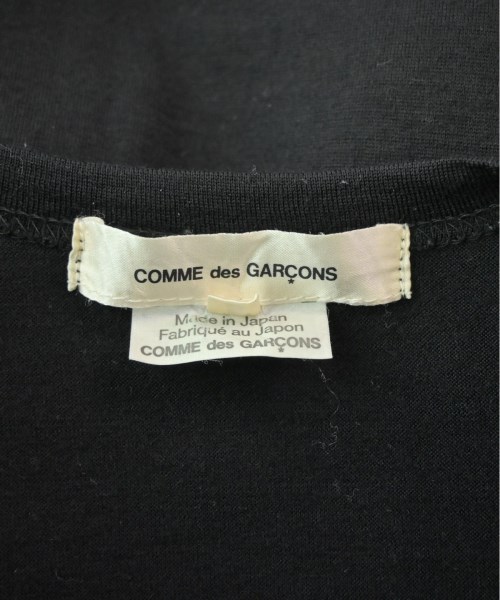 COMME des GARÇONS
Made in Japan
Fabriqué au Japon
COMME des GARÇONS